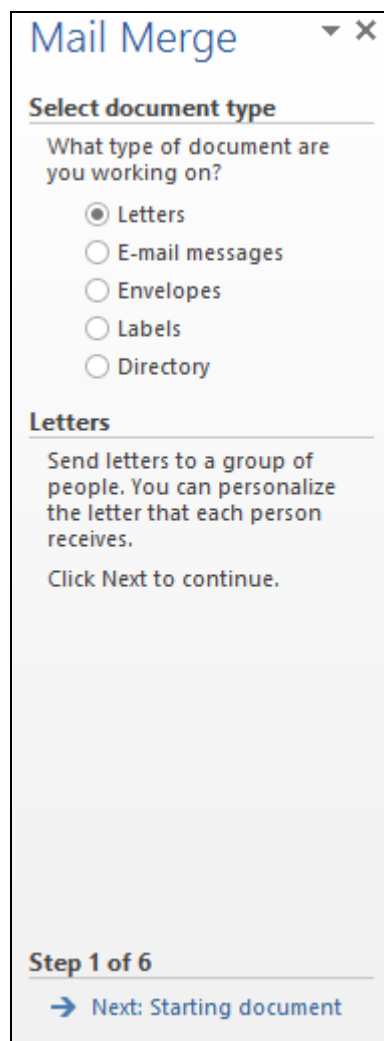 Mail Merge
Select document type
What type of document are
you working on?
Letters
E-mail messages
Envelopes
Labels
Directory
Letters
Send letters to a group of
people. You can personalize
the letter that each person
receives.
Click Next to continue.
Step 1 of 6
Next: Starting document